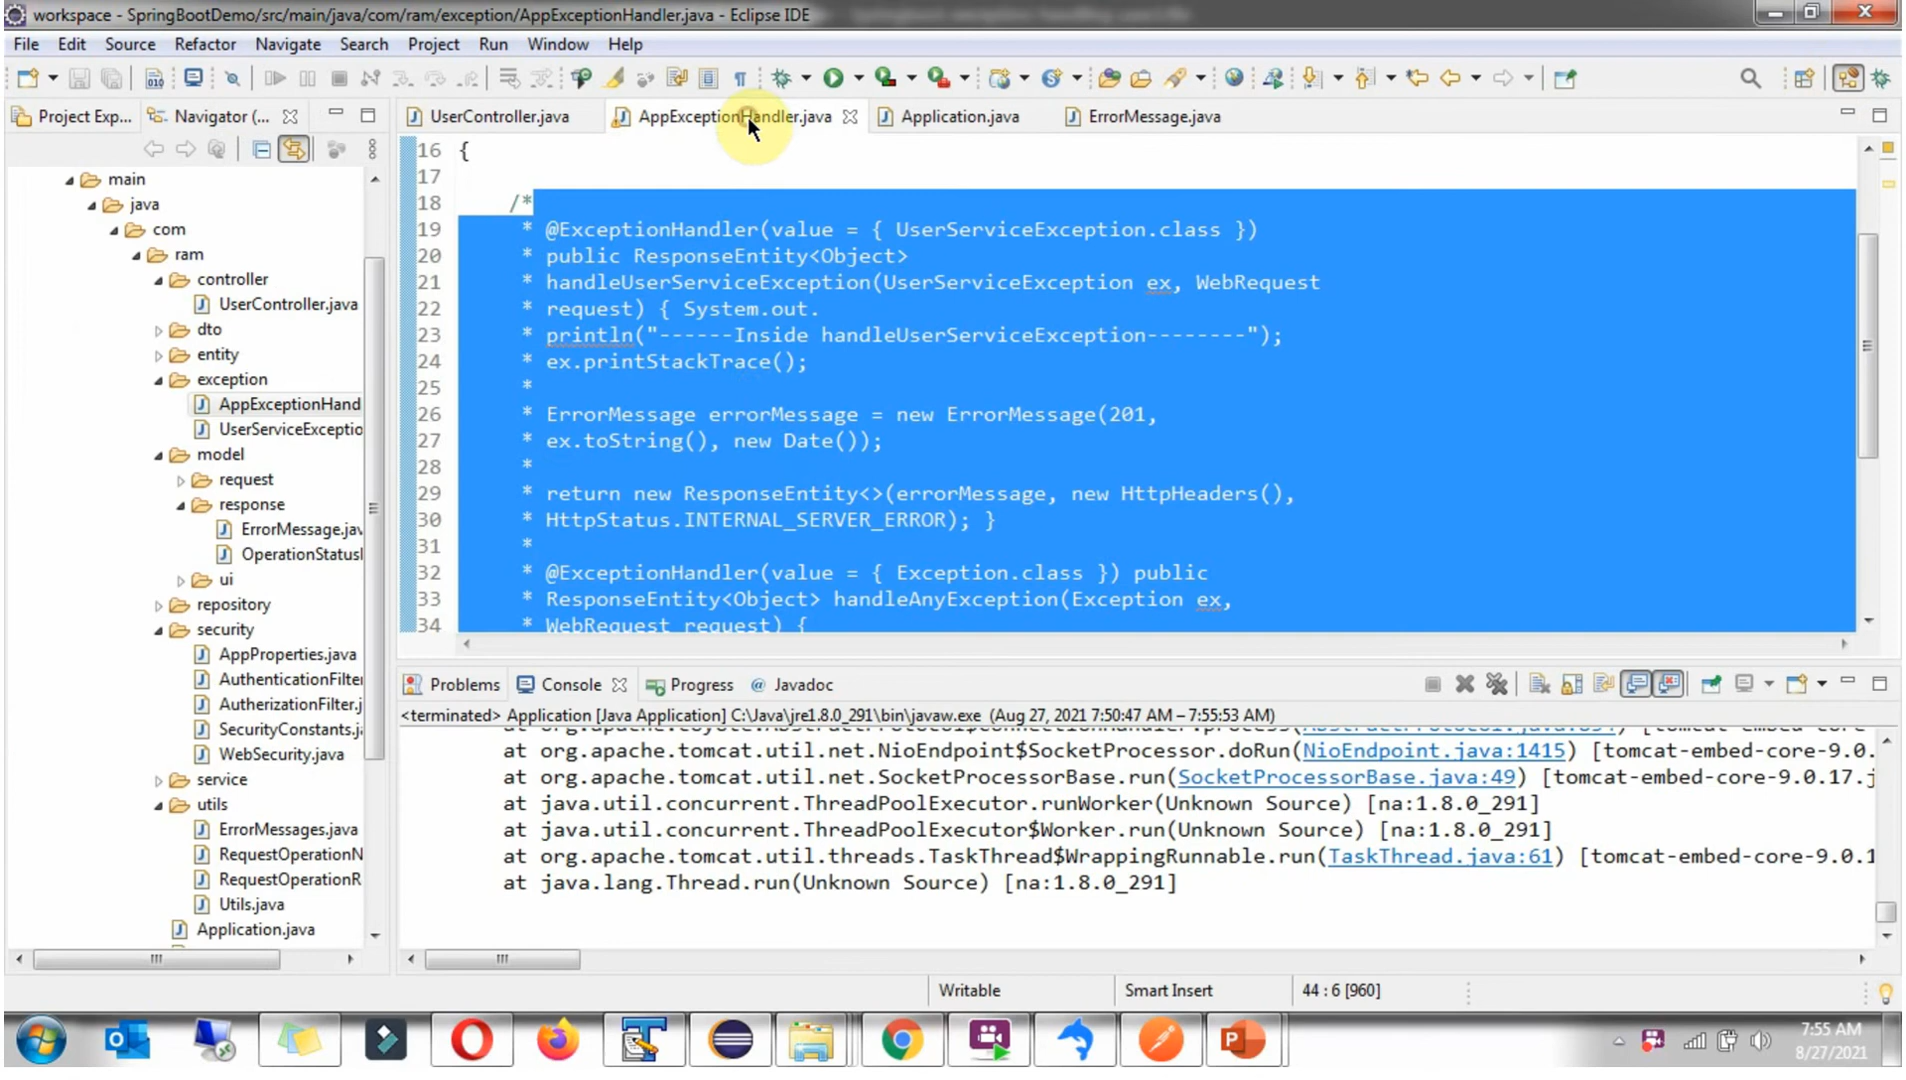 workspace - SpringBootDemo/src/main/java/com/ram/exception/AppExceptionHandler.java - Eclipse IDE
File Edit Source Refactor Navigate Search Project Run Window Help
Project Exp... Navigator (...
UserController.java AppExceptionHandler.java Application.java ErrorMessage.java
main
java
com
ram
controller
UserController.java
dto
entity
exception
AppExceptionHand
UserServiceExceptio
model
request
response
ErrorMessage.jav
OperationStatusI
ui
repository
security
AppProperties.java
AuthenticationFilte
AutherizationFilter.j
SecurityConstants.j
WebSecurity.java
service
utils
ErrorMessages.java
RequestOperationN
RequestOperationR
Utils.java
Application.java
16 {
17
18 /*
19 * @ExceptionHandler(value = { UserServiceException.class })
20 * public ResponseEntity<Object>
21 * handleUserServiceException(UserServiceException ex, WebRequest
22 * request) { System.out.
23 * println("------Inside handleUserServiceException--------");
24 * ex.printStackTrace();
25 *
26 * ErrorMessage errorMessage = new ErrorMessage(201,
27 * ex.toString(), new Date());
28 *
29 * return new ResponseEntity<>(errorMessage, new HttpHeaders(),
30 * HttpStatus.INTERNAL_SERVER_ERROR); }
31 *
32 * @ExceptionHandler(value = { Exception.class }) public
33 * ResponseEntity<Object> handleAnyException(Exception ex,
34 * WebRequest request) {
Problems Console Progress @ Javadoc
<terminated> Application [Java Application] C:\Java\jre1.8.0_291\bin\javaw.exe (Aug 27, 2021 7:50:47 AM – 7:55:53 AM)
at org.apache.tomcat.util.net.NioEndpoint$SocketProcessor.doRun(NioEndpoint.java:1415) [tomcat-embed-core-9.0.
at org.apache.tomcat.util.net.SocketProcessorBase.run(SocketProcessorBase.java:49) [tomcat-embed-core-9.0.17.j
at java.util.concurrent.ThreadPoolExecutor.runWorker(Unknown Source) [na:1.8.0_291]
at java.util.concurrent.ThreadPoolExecutor$Worker.run(Unknown Source) [na:1.8.0_291]
at org.apache.tomcat.util.threads.TaskThread$WrappingRunnable.run(TaskThread.java:61) [tomcat-embed-core-9.0.1
at java.lang.Thread.run(Unknown Source) [na:1.8.0_291]
Writable Smart Insert 44 : 6 [960]
7:55 AM
8/27/2021